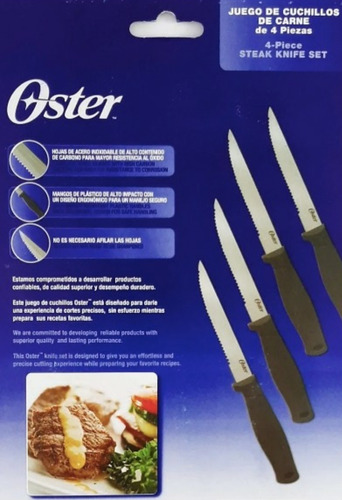 JUEGO DE CUCHILLOS
DE CARNE
de 4 Piezas
4-Piece
STEAK KNIFE SET
Oster™
HOJAS DE ACERO INOXIDABLE DE ALTO CONTENIDO
DE CARBONO PARA MAYOR RESISTENCIA AL ÓXIDO
MANGOS DE PLÁSTICO DE ALTO IMPACTO CON
UN DISEÑO ERGONÓMICO PARA UN MANEJO SEGURO
NO ES NECESARIO AFILAR LAS HOJAS
Estamos comprometidos a desarrollar productos
confiables, de calidad superior y desempeño duradero.
Este juego de cuchillos Oster™ está diseñado para darle
una experiencia de cortes precisos, sin esfuerzo mientras
prepara sus recetas favoritas.
We are committed to developing reliable products with
superior quality and lasting performance.
This Oster™ knife set is designed to give you an effortless and
precise cutting experience while preparing your favorite recipes.
Oster
Oster
Oster
Oster